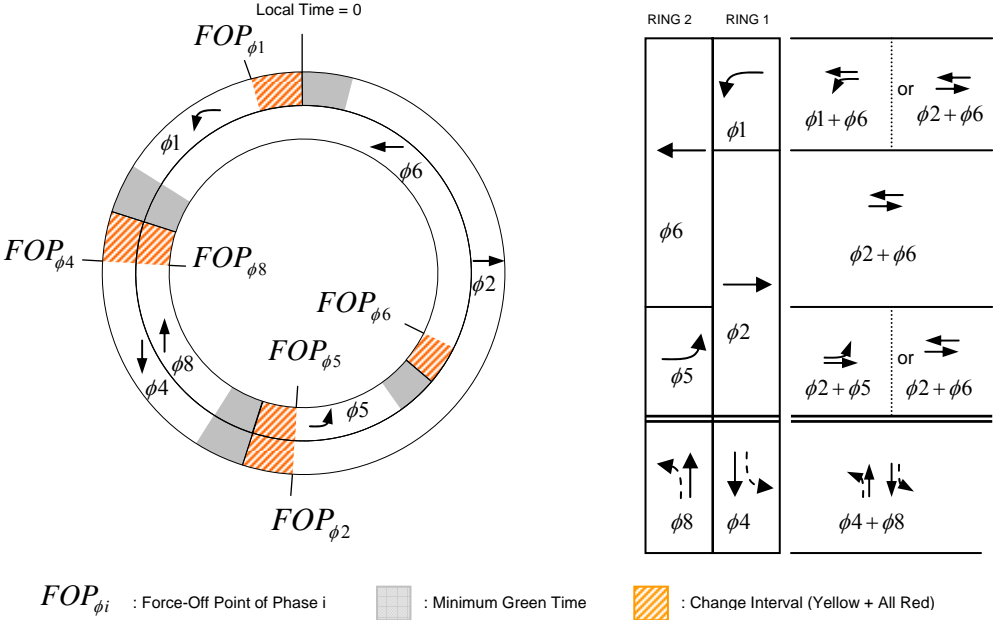 Local Time = 0
FOPϕ1
ϕ1
ϕ6
FOPϕ4
FOPϕ8
ϕ2
FOPϕ6
FOPϕ5
ϕ8
ϕ4
ϕ5
FOPϕ2
RING 2 RING 1
ϕ1
ϕ1 + ϕ6 or ϕ2 + ϕ6
ϕ6
ϕ2 + ϕ6
ϕ2
ϕ5
ϕ2 + ϕ5 or ϕ2 + ϕ6
ϕ8 ϕ4
ϕ4 + ϕ8
FOPϕi : Force-Off Point of Phase i : Minimum Green Time : Change Interval (Yellow + All Red)